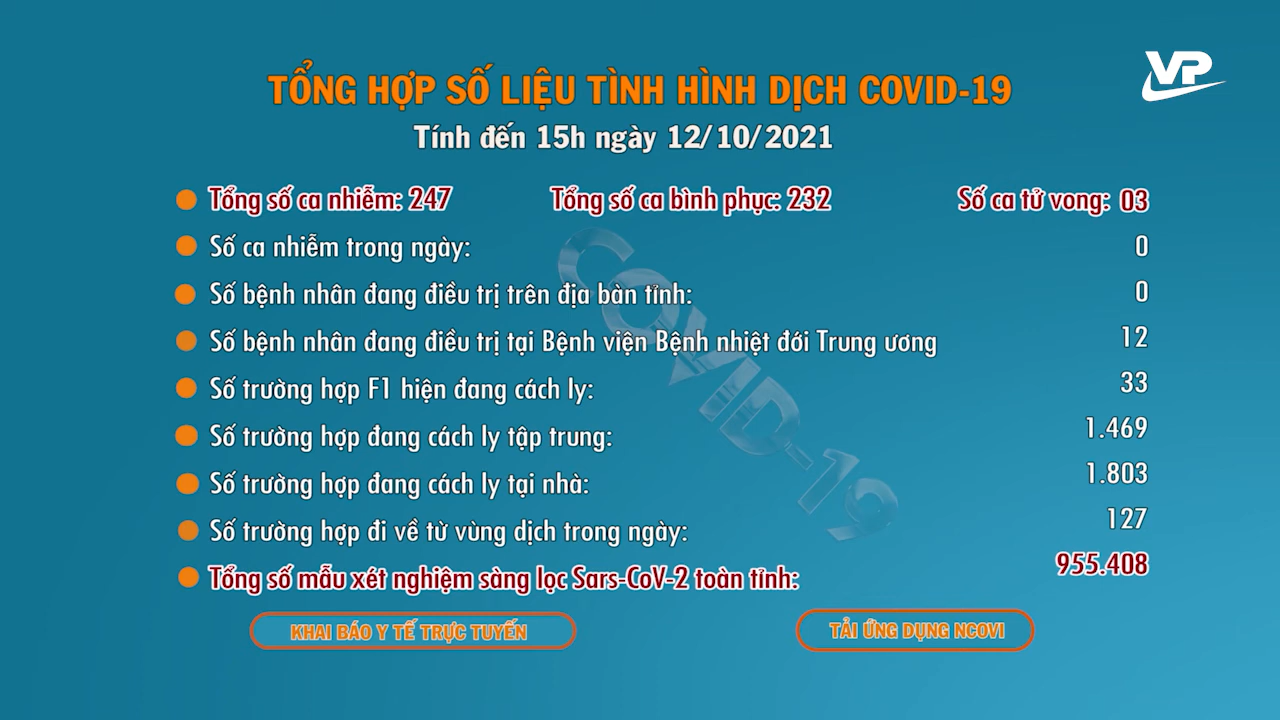 VP
TỔNG HỢP SỐ LIỆU TÌNH HÌNH DỊCH COVID-19
Tính đến 15h ngày 12/10/2021
Tổng số ca nhiễm: 247 Tổng số ca bình phục: 232 Số ca tử vong: 03
Số ca nhiễm trong ngày: 0
Số bệnh nhân đang điều trị trên địa bàn tỉnh: 0
Số bệnh nhân đang điều trị tại Bệnh viện Bệnh nhiệt đới Trung ương 12
Số trường hợp F1 hiện đang cách ly: 33
Số trường hợp đang cách ly tập trung: 1.469
Số trường hợp đang cách ly tại nhà: 1.803
Số trường hợp đi về từ vùng dịch trong ngày: 127
Tổng số mẫu xét nghiệm sàng lọc Sars-CoV-2 toàn tỉnh: 955.408
COVID-19
KHAI BÁO Y TẾ TRỰC TUYẾN TẢI ỨNG DỤNG NCOVI